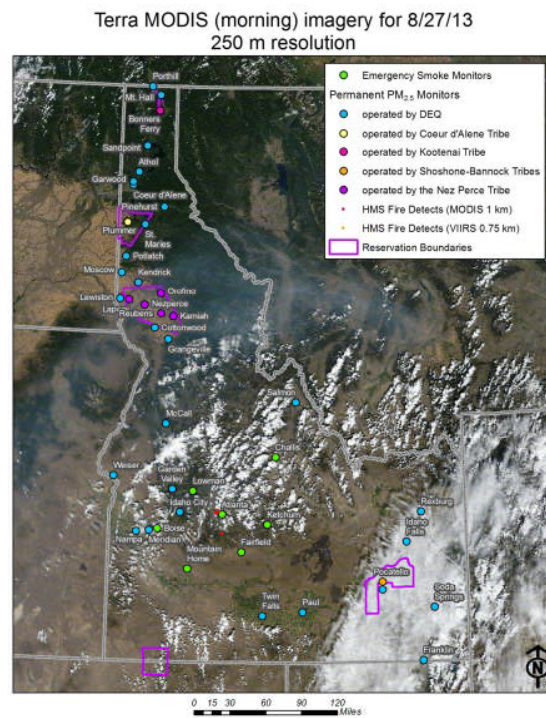 Terra MODIS (morning) imagery for 8/27/13
250 m resolution
Emergency Smoke Monitors
Permanent PM2.5 Monitors
operated by DEQ
operated by Coeur d'Alene Tribe
operated by Kootenai Tribe
operated by Shoshone-Bannock Tribes
operated by the Nez Perce Tribe
HMS Fire Detects (MODIS 1 km)
HMS Fire Detects (VIIRS 0.75 km)
Reservation Boundaries
Porthill
Mt. Hall
Bonners
Ferry
Sandpoint
Athol
Garwood
Coeur d'Alene
Pinehurst
Plummer
St.
Maries
Potlatch
Moscow
Kendrick
Orofino
Lewiston
Nezperce
Reubens
Kamiah
Cottonwood
Grangeville
Salmon
McCall
Challis
Weiser
Garden
Valley
Lowman
Idaho City
Atlanta
Rexburg
Ketchum
Idaho
Falls
Boise
Nampa
Meridian
Fairfield
Mountain
Home
Pocatello
Twin
Falls
Paul
Soda
Springs
Franklin
N
0 15 30 60 90 120
Miles